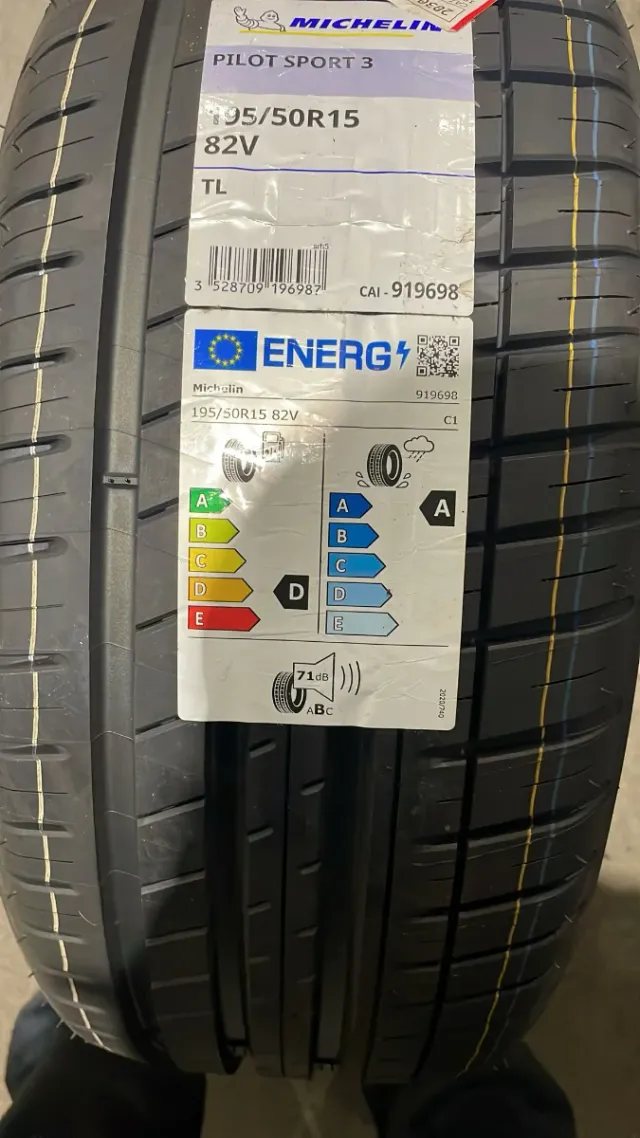 MICHELIN
PILOT SPORT 3
195/50R15
82V
TL
3 528709 196987
CAI - 919698
ENERG
Michelin 919698
195/50R15 82V C1
A A A
B B
C C
D D D
E E
71dB
ABC
2020/740